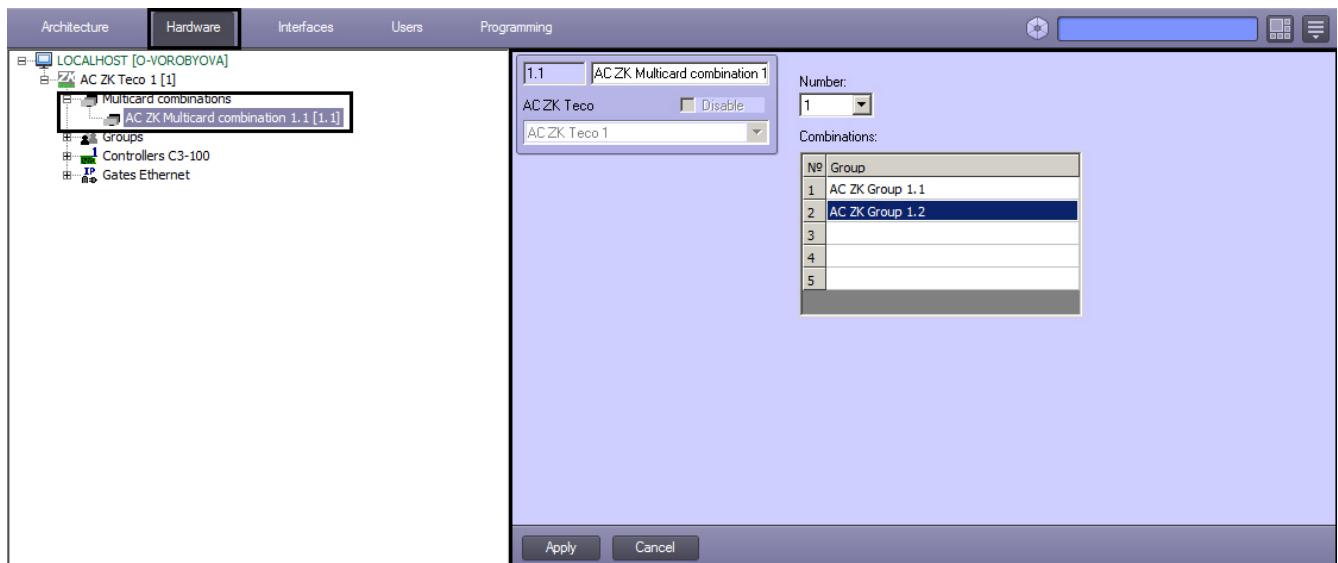 Architecture Hardware Interfaces Users Programming
LOCALHOST [O-VOROBYOVA]
AC ZK Teco 1 [1]
Multicard combinations
AC ZK Multicard combination 1.1 [1.1]
Groups
Controllers C3-100
Gates Ethernet
1.1 AC ZK Multicard combination 1
AC ZK Teco Disable
AC ZK Teco 1
Number:
1
Combinations:
№ Group
1 AC ZK Group 1.1
2 AC ZK Group 1.2
3
4
5
Apply Cancel